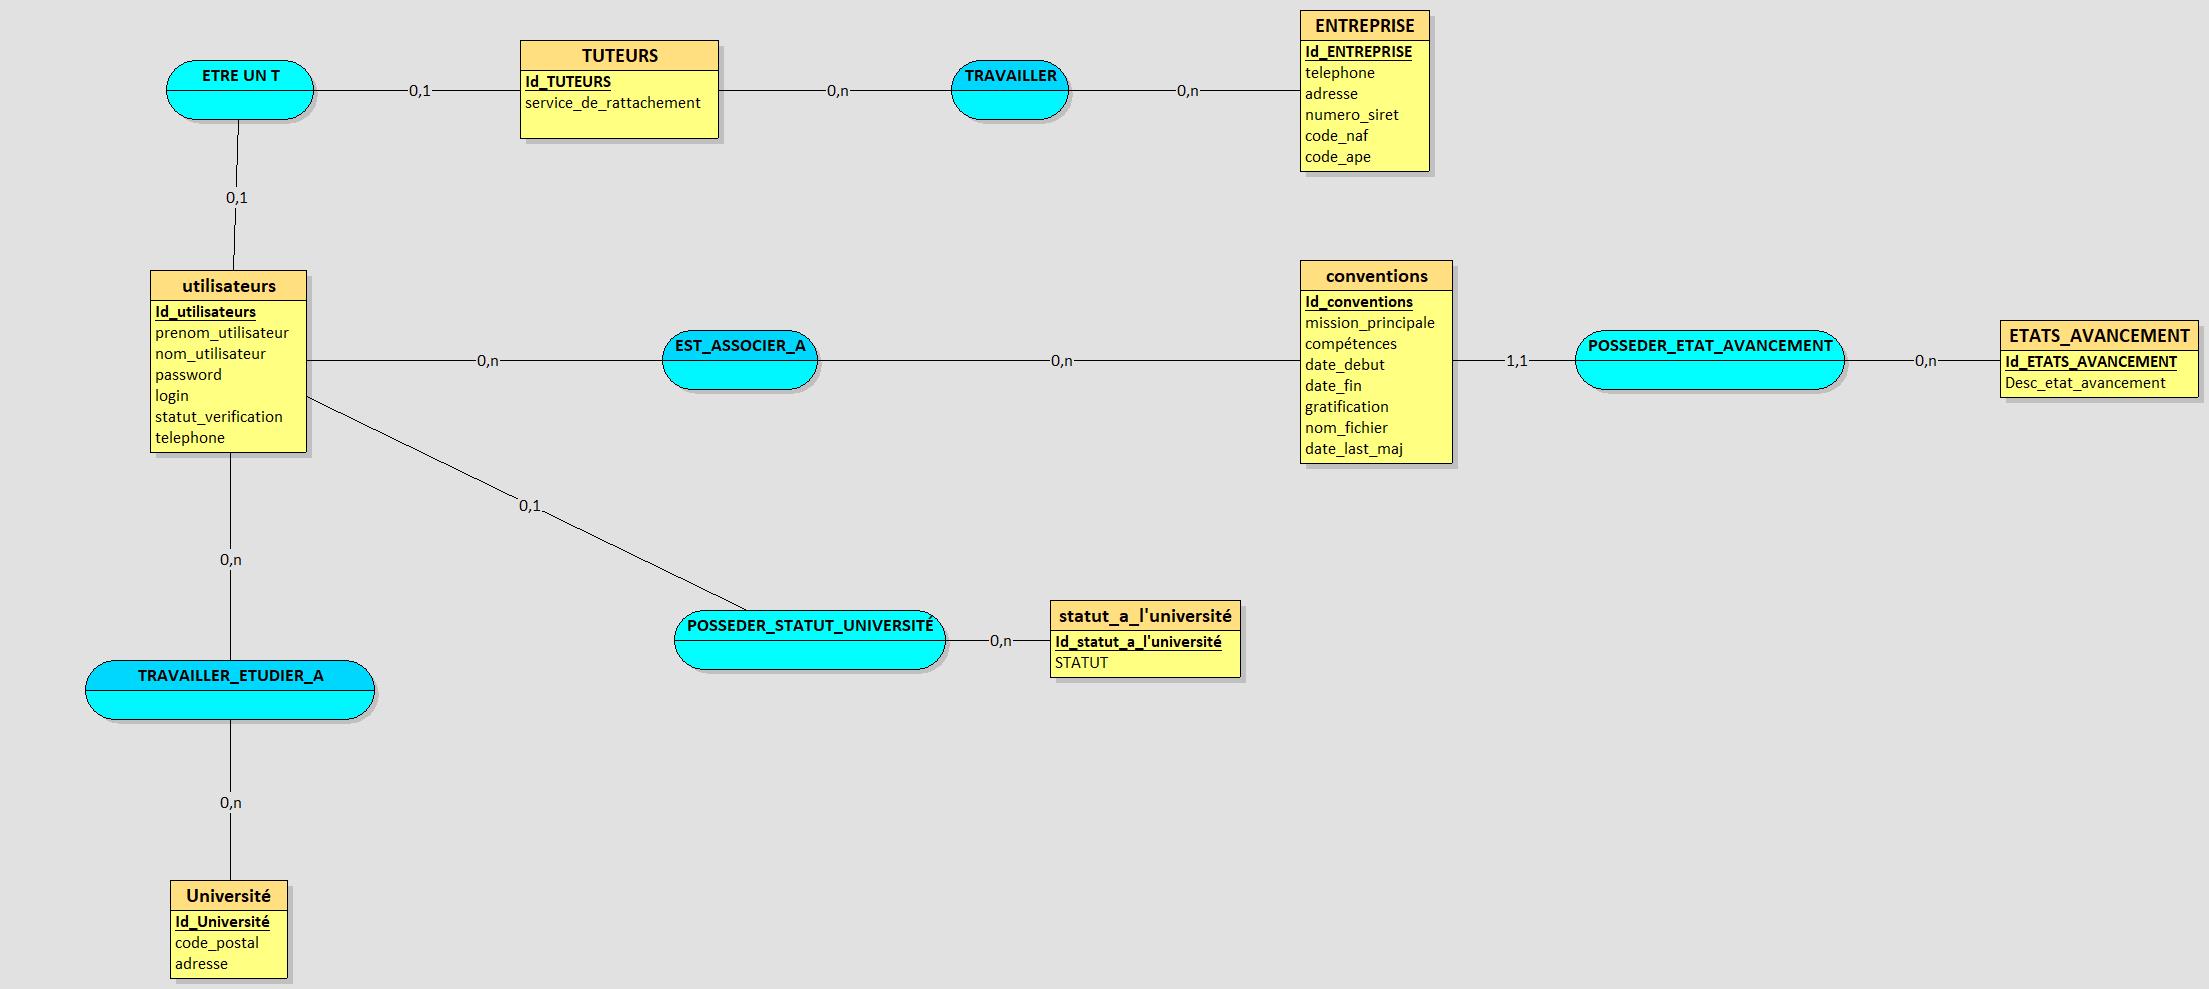 ETRE UN T
0,1
TUTEURS
Id_TUTEURS
service_de_rattachement
0,n
TRAVAILLER
0,n
ENTREPRISE
Id_ENTREPRISE
telephone
adresse
numero_siret
code_naf
code_ape
0,1
utilisateurs
Id_utilisateurs
prenom_utilisateur
nom_utilisateur
password
login
statut_verification
telephone
0,n
EST_ASSOCIER_A
0,n
conventions
Id_conventions
mission_principale
compétences
date_debut
date_fin
gratification
nom_fichier
date_last_maj
1,1
POSSEDER_ETAT_AVANCEMENT
0,n
ETATS_AVANCEMENT
Id_ETATS_AVANCEMENT
Desc_etat_avancement
0,1
POSSEDER_STATUT_UNIVERSITÉ
0,n
statut_a_l'université
Id_statut_a_l'université
STATUT
0,n
TRAVAILLER_ETUDIER_A
0,n
Université
Id_Université
code_postal
adresse